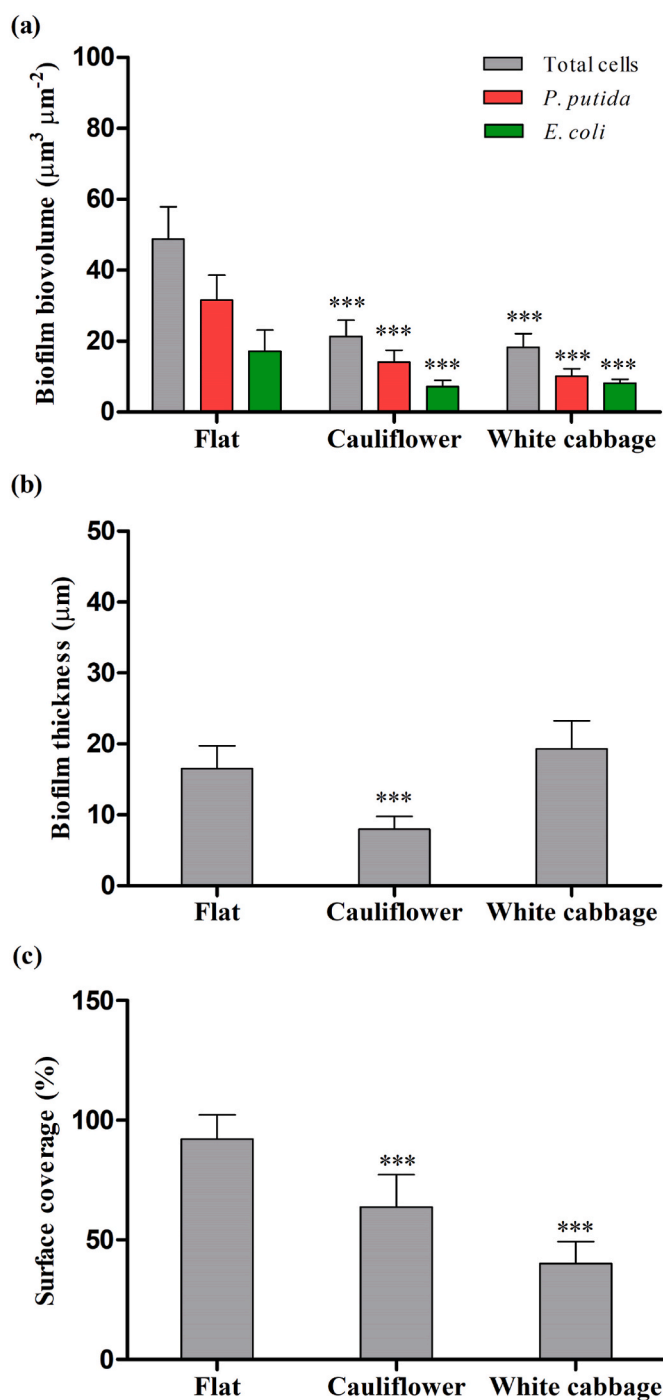 (a)
Biofilm biovolume (μm³ μm⁻²)
100
80
60
40
20
0
Total cells
P. putida
E. coli
*** *** ***
*** *** ***
Flat Cauliflower White cabbage
(b)
Biofilm thickness (μm)
50
40
30
20
10
0
***
Flat Cauliflower White cabbage
(c)
Surface coverage (%)
150
100
50
0
***
***
Flat Cauliflower White cabbage